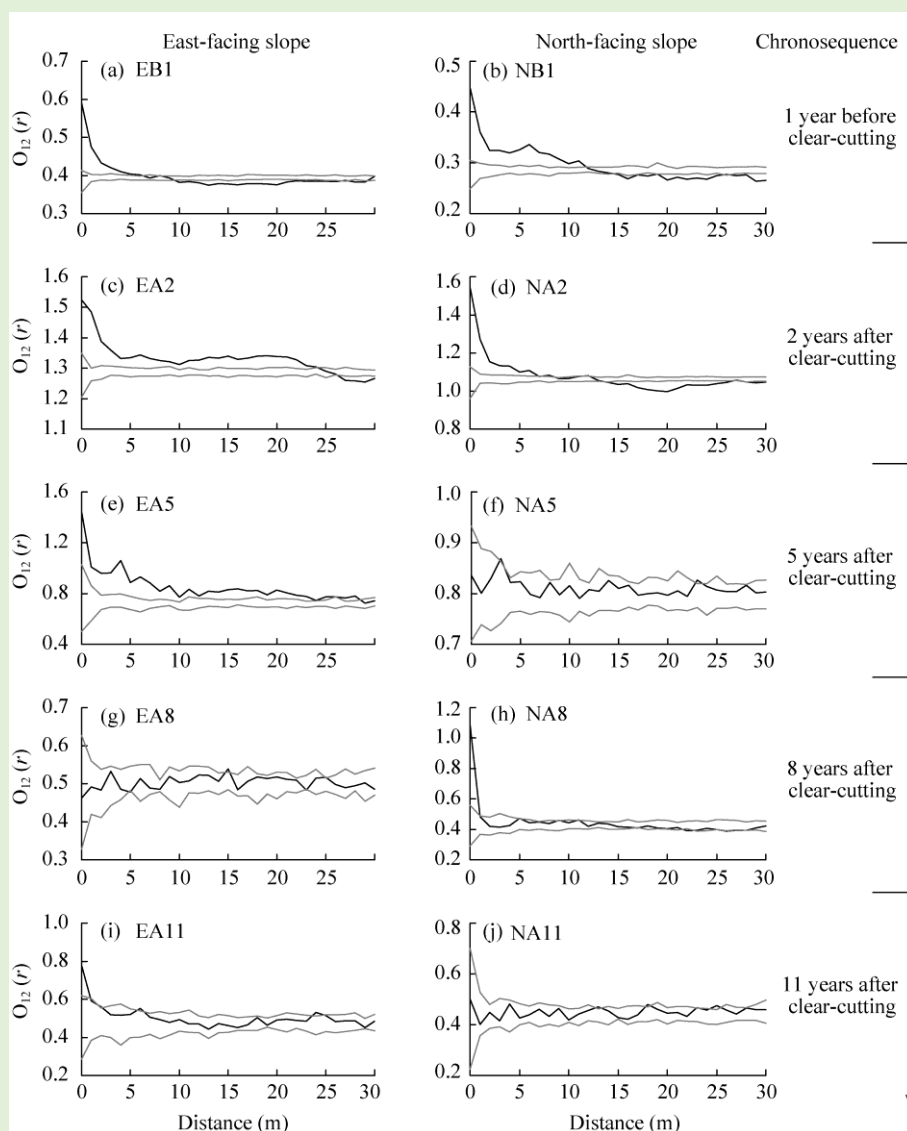 East-facing slope North-facing slope Chronosequence
(a) EB1
O₁₂ (r)
0.7
0.6
0.5
0.4
0.3
0 5 10 15 20 25
(b) NB1
0.5
0.4
0.3
0.2
0 5 10 15 20 25 30
1 year before
clear-cutting
(c) EA2
O₁₂ (r)
1.6
1.5
1.4
1.3
1.2
1.1
0 5 10 15 20 25
(d) NA2
1.6
1.4
1.2
1.0
0.8
0 5 10 15 20 25 30
2 years after
clear-cutting
(e) EA5
O₁₂ (r)
1.6
1.2
0.8
0.4
0 5 10 15 20 25
(f) NA5
1.0
0.9
0.8
0.7
0 5 10 15 20 25 30
5 years after
clear-cutting
(g) EA8
O₁₂ (r)
0.7
0.6
0.5
0.4
0.3
0 5 10 15 20 25
(h) NA8
1.2
1.0
0.8
0.6
0.4
0.2
0 5 10 15 20 25 30
8 years after
clear-cutting
(i) EA11
O₁₂ (r)
1.0
0.8
0.6
0.4
0.2
0 5 10 15 20 25 30
Distance (m)
(j) NA11
0.8
0.6
0.4
0.2
0 5 10 15 20 25 30
Distance (m)
11 years after
clear-cutting